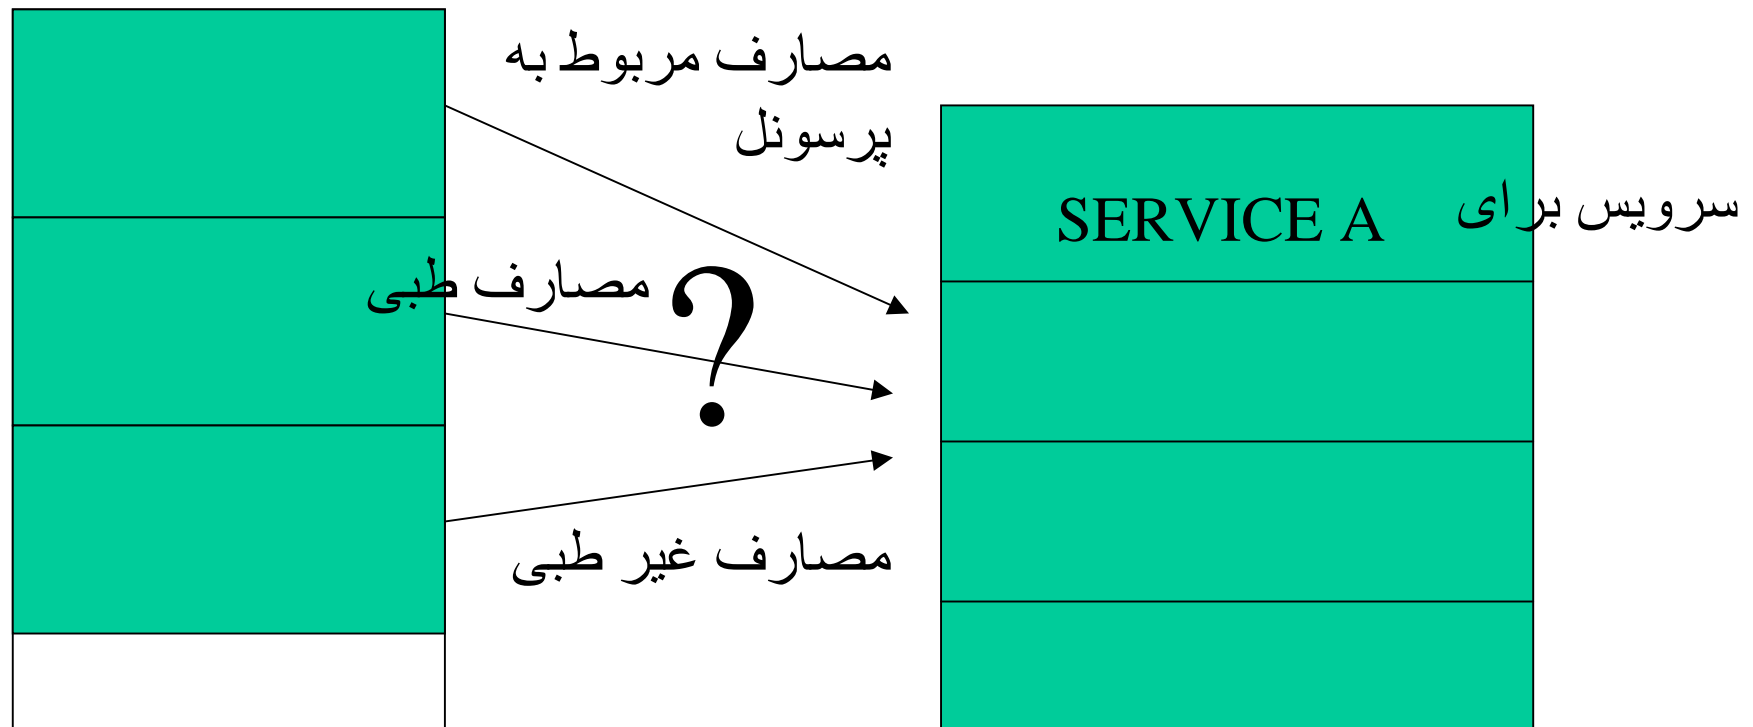 مصارف مربوط به
پرسونل
SERVICE A
سرویس برای
مصارف طبی
?
مصارف غیر طبی